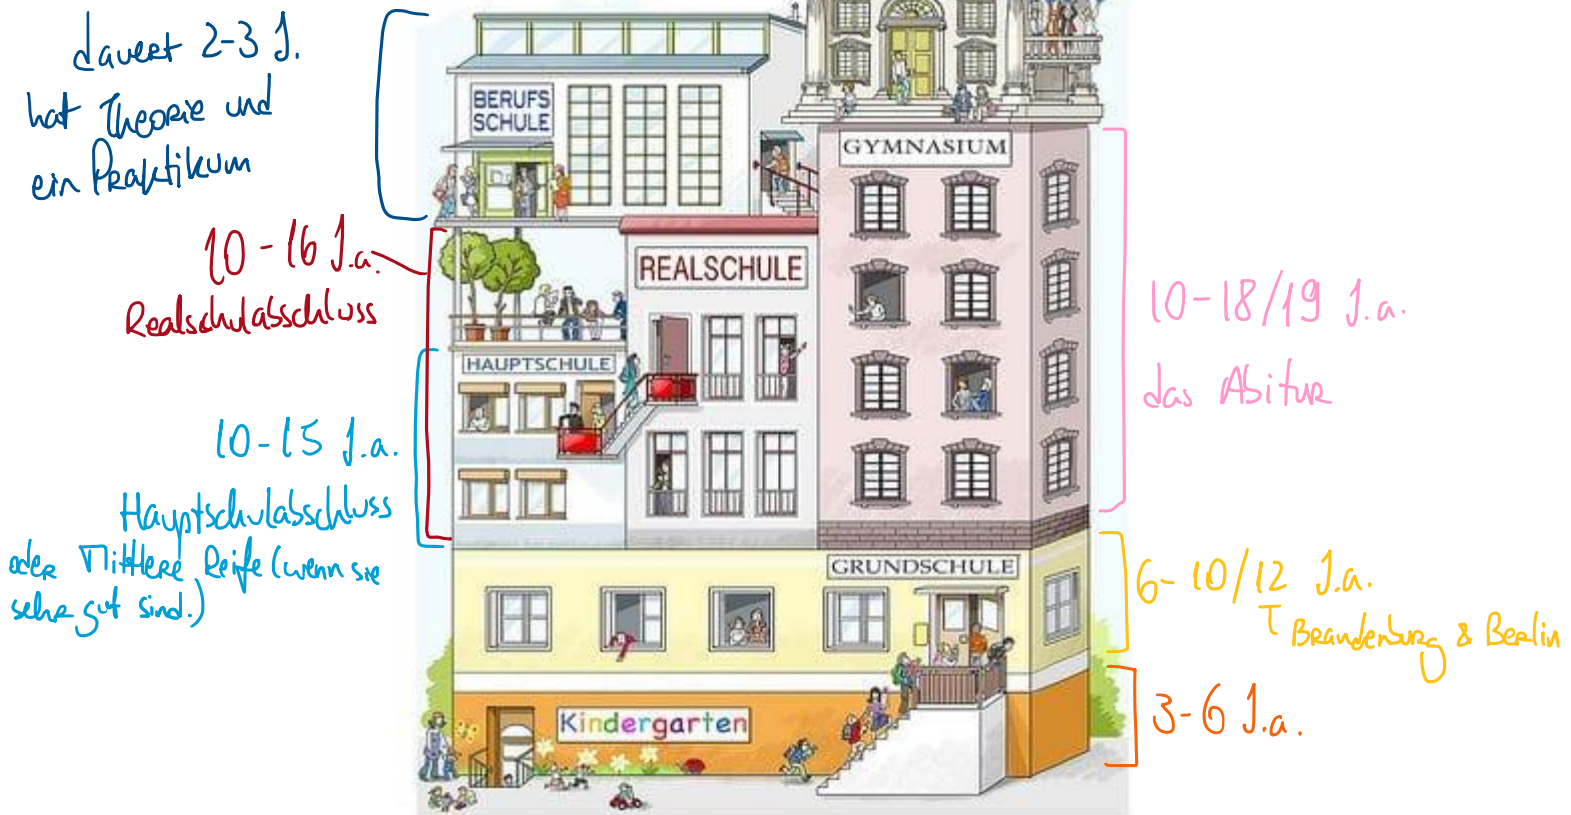 dauert 2-3 J.
hat Theorie und
ein Praktikum
BERUFS
SCHULE
GYMNASIUM
10-16 J.a.
Realschulabschluss
REALSCHULE
10-18/19 J.a.
das Abitur
HAUPTSCHULE
10-15 J.a.
Hauptschulabschluss
oder Mittlere Reife (wenn sie
sehr gut sind.)
GRUNDSCHULE
6-10/12 J.a.
Brandenburg & Berlin
Kindergarten
3-6 J.a.